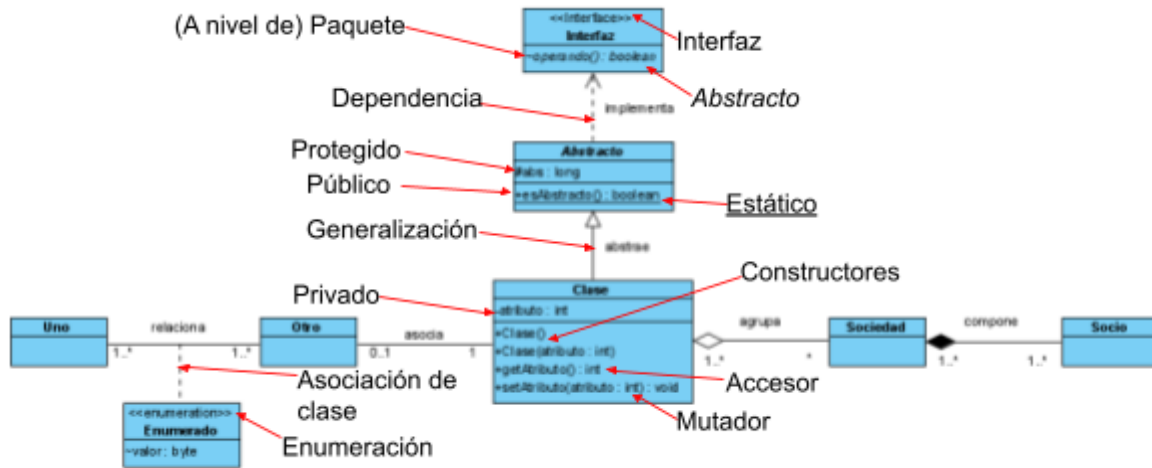 (A nivel de) Paquete
<<Interface>>
Interfaz
~operando() : boolean
Interfaz
Abstracto
Dependencia
implementa
Protegido
Abstracto
#abs : long
Público
+esAbstracto() : boolean
Estático
Generalización
abstrae
Constructores
Privado
Clase
-atributo : int
+Clase()
+Clase(atributo : int)
+getAtributo() : int
+setAtributo(atributo : int) : void
Uno
relaciona
1..*
1..*
Otro
asocia
0..1
1
agrupa
1..*
*
Sociedad
compone
1..*
1..*
Socio
Asociación de
clase
Accesor
Mutador
<<enumeration>>
Enumerado
~valor : byte
Enumeración